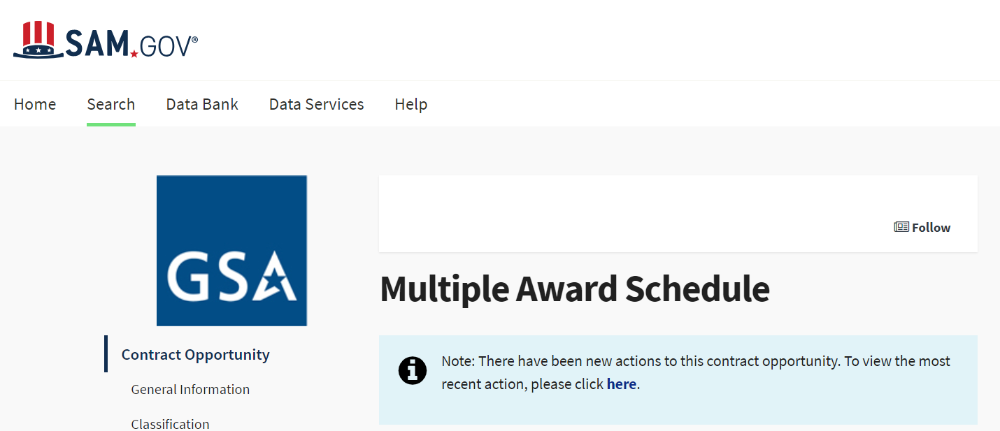 SAM.GOV®
Home Search Data Bank Data Services Help
GSA
Follow
Multiple Award Schedule
Note: There have been new actions to this contract opportunity. To view the most
recent action, please click here.
Contract Opportunity
General Information
Classification